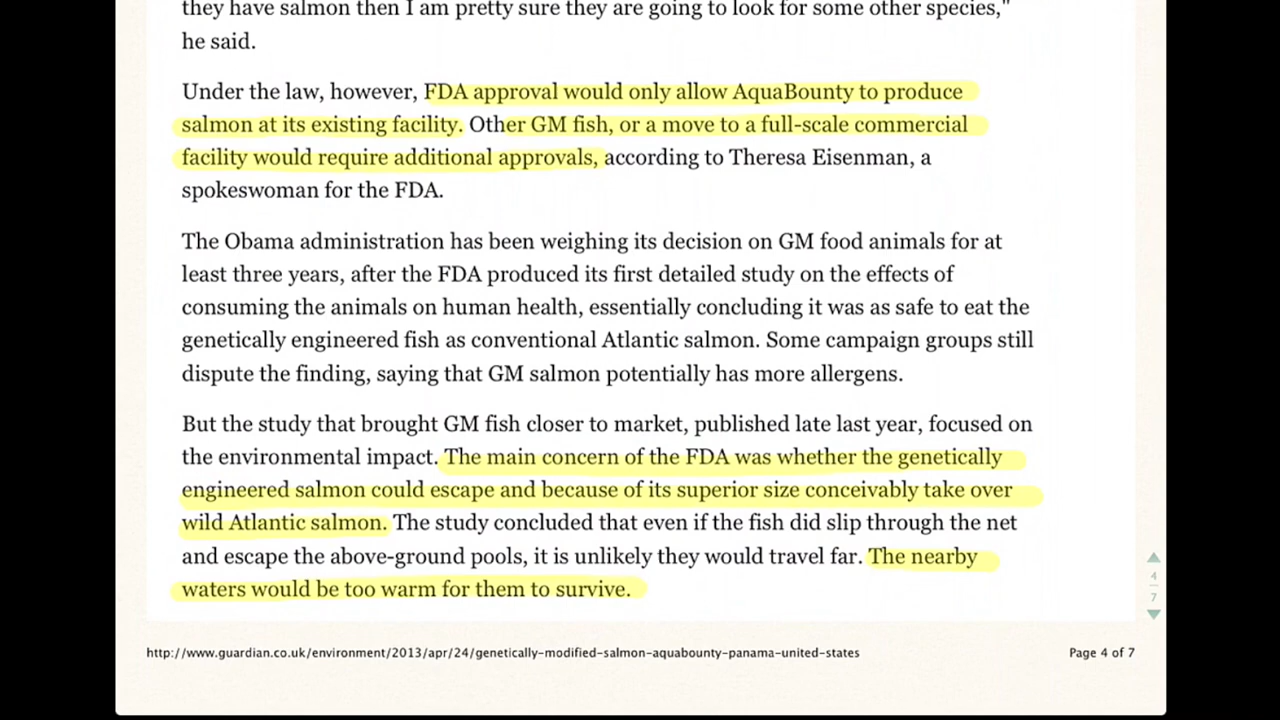 they have salmon then I am pretty sure they are going to look for some other species,"
he said.
Under the law, however, FDA approval would only allow AquaBounty to produce
salmon at its existing facility. Other GM fish, or a move to a full-scale commercial
facility would require additional approvals, according to Theresa Eisenman, a
spokeswoman for the FDA.
The Obama administration has been weighing its decision on GM food animals for at
least three years, after the FDA produced its first detailed study on the effects of
consuming the animals on human health, essentially concluding it was as safe to eat the
genetically engineered fish as conventional Atlantic salmon. Some campaign groups still
dispute the finding, saying that GM salmon potentially has more allergens.
But the study that brought GM fish closer to market, published late last year, focused on
the environmental impact. The main concern of the FDA was whether the genetically
engineered salmon could escape and because of its superior size conceivably take over
wild Atlantic salmon. The study concluded that even if the fish did slip through the net
and escape the above-ground pools, it is unlikely they would travel far. The nearby
waters would be too warm for them to survive.
4
7
http://www.guardian.co.uk/environment/2013/apr/24/genetically-modified-salmon-aquabounty-panama-united-states Page 4 of 7